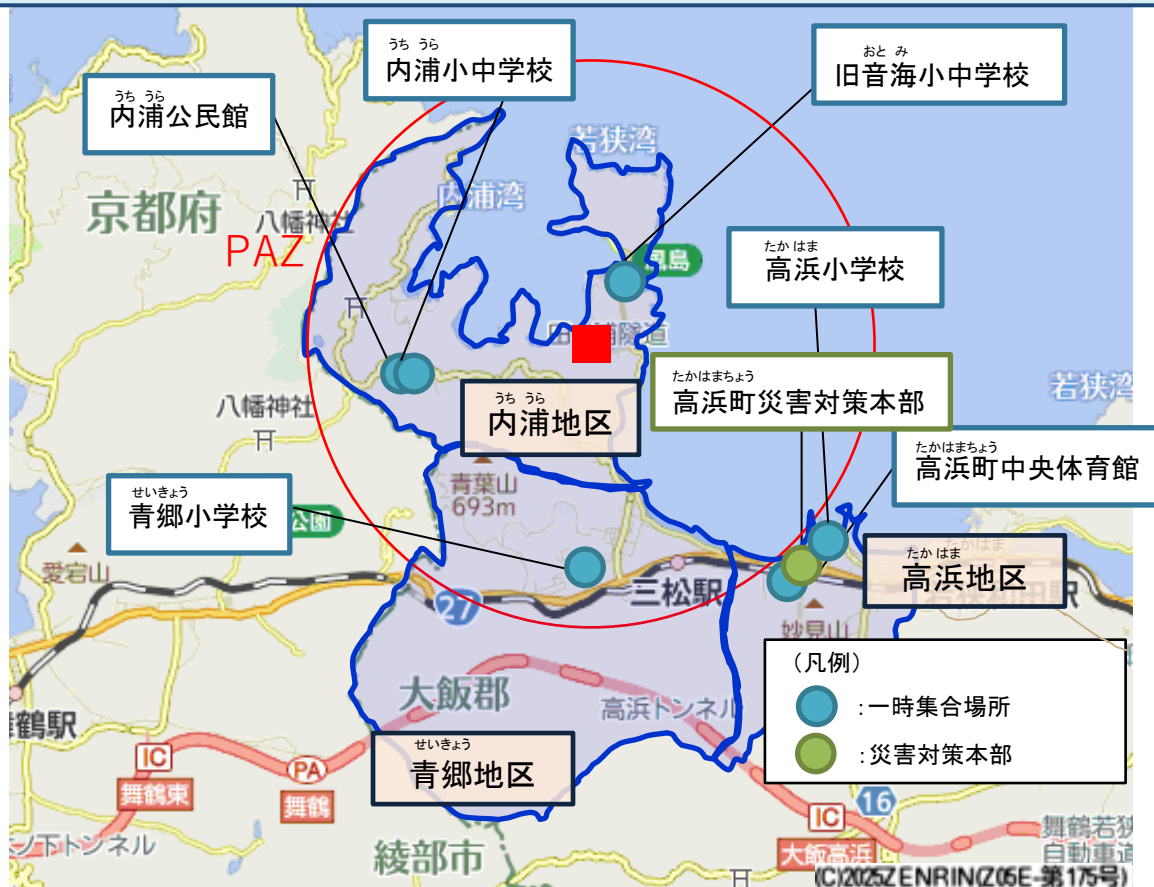 うち うら
内浦小中学校
おと み
旧音海小中学校
うち うら
内浦公民館
若狭湾
内浦湾
京都府
八幡神社
PAZ
たか はま
高浜小学校
たかはまちょう
高浜町災害対策本部
若狭湾
うち うら
内浦地区
八幡神社
たかはまちょう
高浜町中央体育館
青葉山
693m
せいきょう
青郷小学校
公園
愛宕山
27
三松駅
たか はま
高浜地区
妙見山
(凡例)
:一時集合場所
:災害対策本部
大飯郡
高浜トンネル
せいきょう
青郷地区
鶴駅
IC
舞鶴東
PA
舞鶴
16
IC
大飯高浜
舞鶴若狭
自動車道
ノ下トンネル
綾部市
(C)2025ZENRIN(Z05E-第175号)